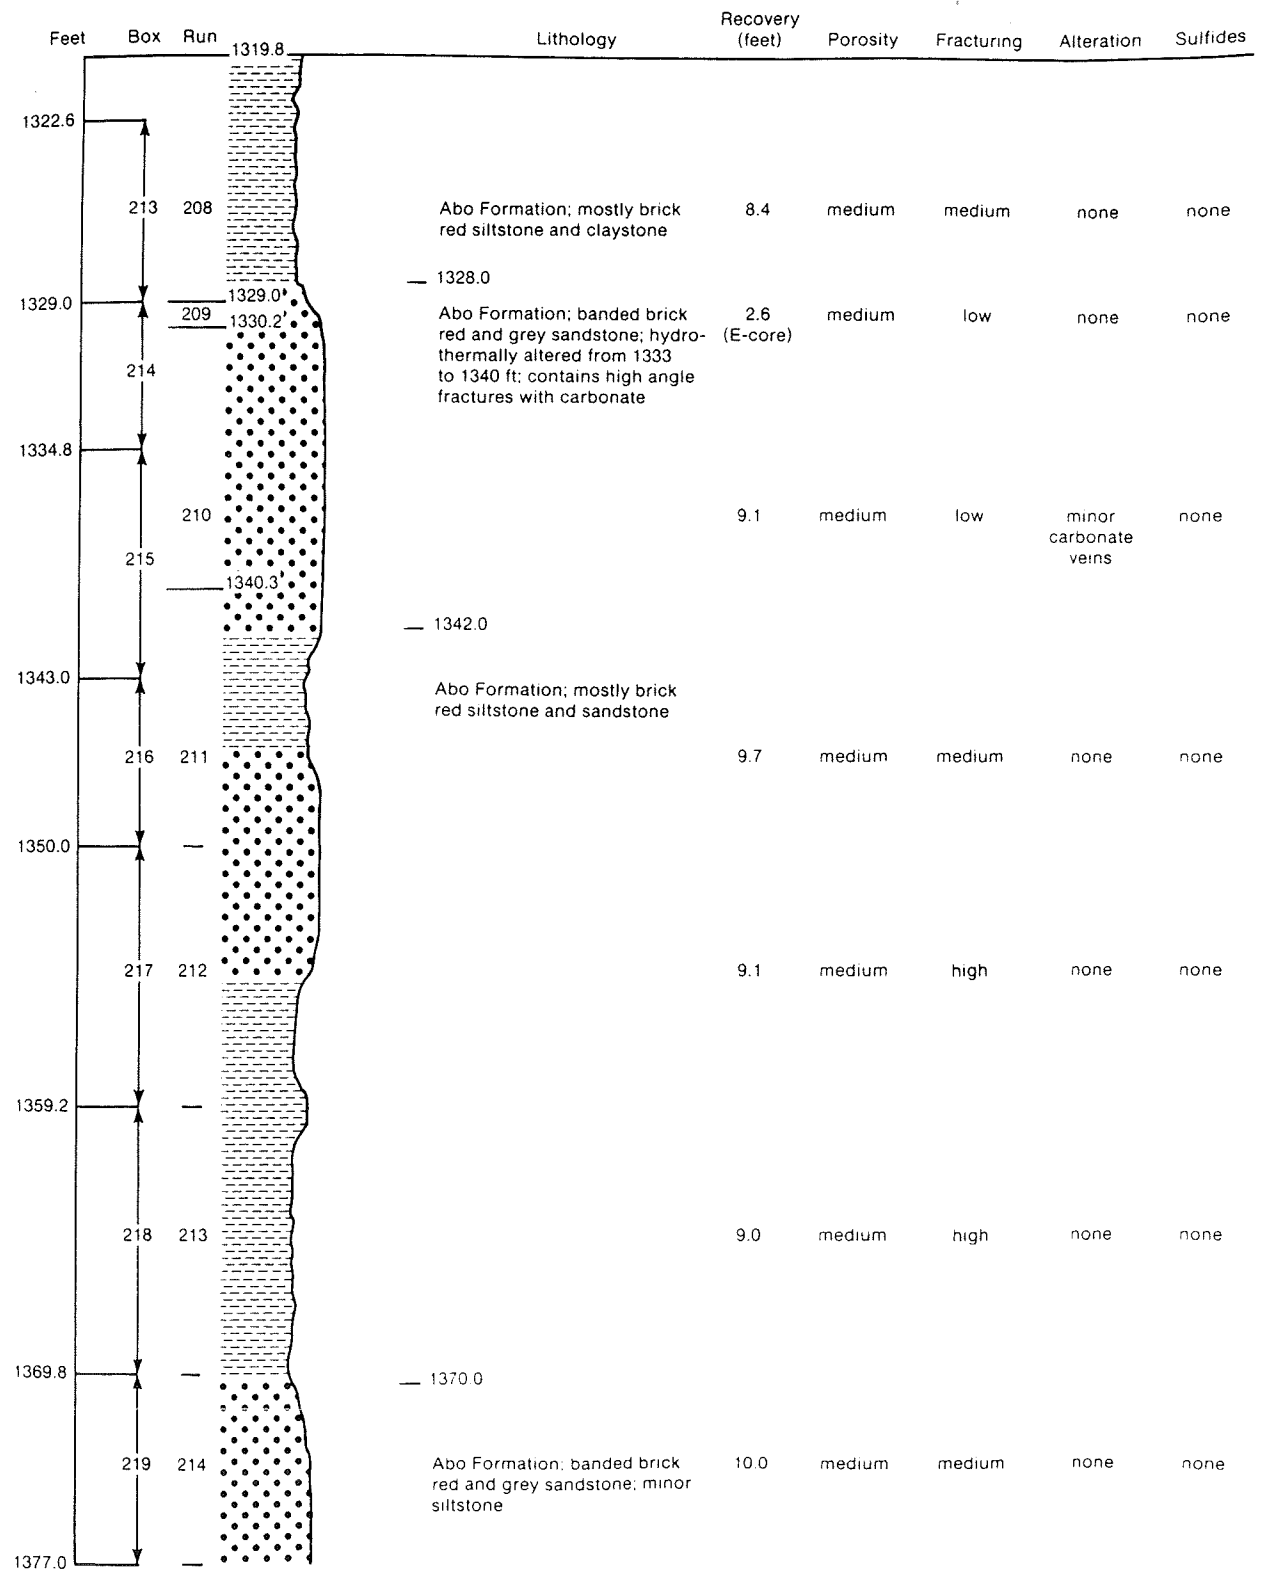 Feet Box Run Lithology Recovery (feet) Porosity Fracturing Alteration Sulfides
1319.8
1322.6
213 208 Abo Formation; mostly brick 8.4 medium medium none none
red siltstone and claystone
1328.0
1329.0 1329.0
209 Abo Formation; banded brick 2.6 medium low none none
1330.2 red and grey sandstone; hydro- (E-core)
thermally altered from 1333
214 to 1340 ft; contains high angle
fractures with carbonate
1334.8
210 9.1 medium low minor none
carbonate
215 veins
1340.3
1342.0
1343.0
Abo Formation; mostly brick
red siltstone and sandstone
216 211 9.7 medium medium none none
1350.0
217 212 9.1 medium high none none
1359.2
218 213 9.0 medium high none none
1369.8
1370.0
219 214 Abo Formation; banded brick 10.0 medium medium none none
red and grey sandstone; minor
siltstone
1377.0